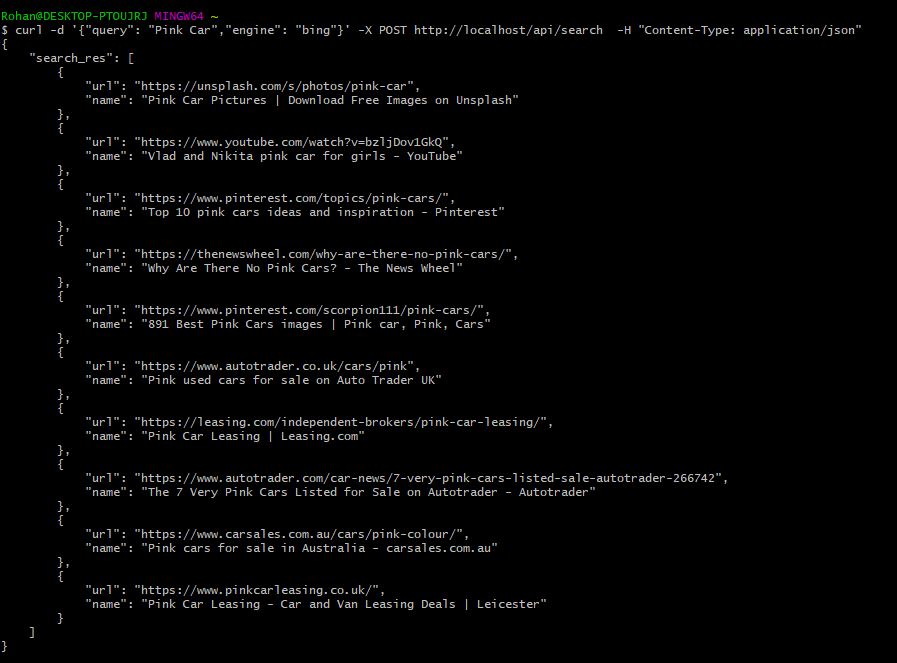 Rohan@DESKTOP-PTOUJRJ MINGW64 ~
$ curl -d '{"query": "Pink Car","engine": "bing"}' -X POST http://localhost/api/search  -H "Content-Type: application/json"
{
    "search_res": [
        {
            "url": "https://unsplash.com/s/photos/pink-car",
            "name": "Pink Car Pictures | Download Free Images on Unsplash"
        },
        {
            "url": "https://www.youtube.com/watch?v=bzljDov1GkQ",
            "name": "Vlad and Nikita pink car for girls - YouTube"
        },
        {
            "url": "https://www.pinterest.com/topics/pink-cars/",
            "name": "Top 10 pink cars ideas and inspiration - Pinterest"
        },
        {
            "url": "https://thenewswheel.com/why-are-there-no-pink-cars/",
            "name": "Why Are There No Pink Cars? - The News Wheel"
        },
        {
            "url": "https://www.pinterest.com/scorpion111/pink-cars/",
            "name": "891 Best Pink Cars images | Pink car, Pink, Cars"
        },
        {
            "url": "https://www.autotrader.co.uk/cars/pink",
            "name": "Pink used cars for sale on Auto Trader UK"
        },
        {
            "url": "https://leasing.com/independent-brokers/pink-car-leasing/",
            "name": "Pink Car Leasing | Leasing.com"
        },
        {
            "url": "https://www.autotrader.com/car-news/7-very-pink-cars-listed-sale-autotrader-266742",
            "name": "The 7 Very Pink Cars Listed for Sale on Autotrader - Autotrader"
        },
        {
            "url": "https://www.carsales.com.au/cars/pink-colour/",
            "name": "Pink cars for sale in Australia - carsales.com.au"
        },
        {
            "url": "https://www.pinkcarleasing.co.uk/",
            "name": "Pink Car Leasing - Car and Van Leasing Deals | Leicester"
        }
    ]
}